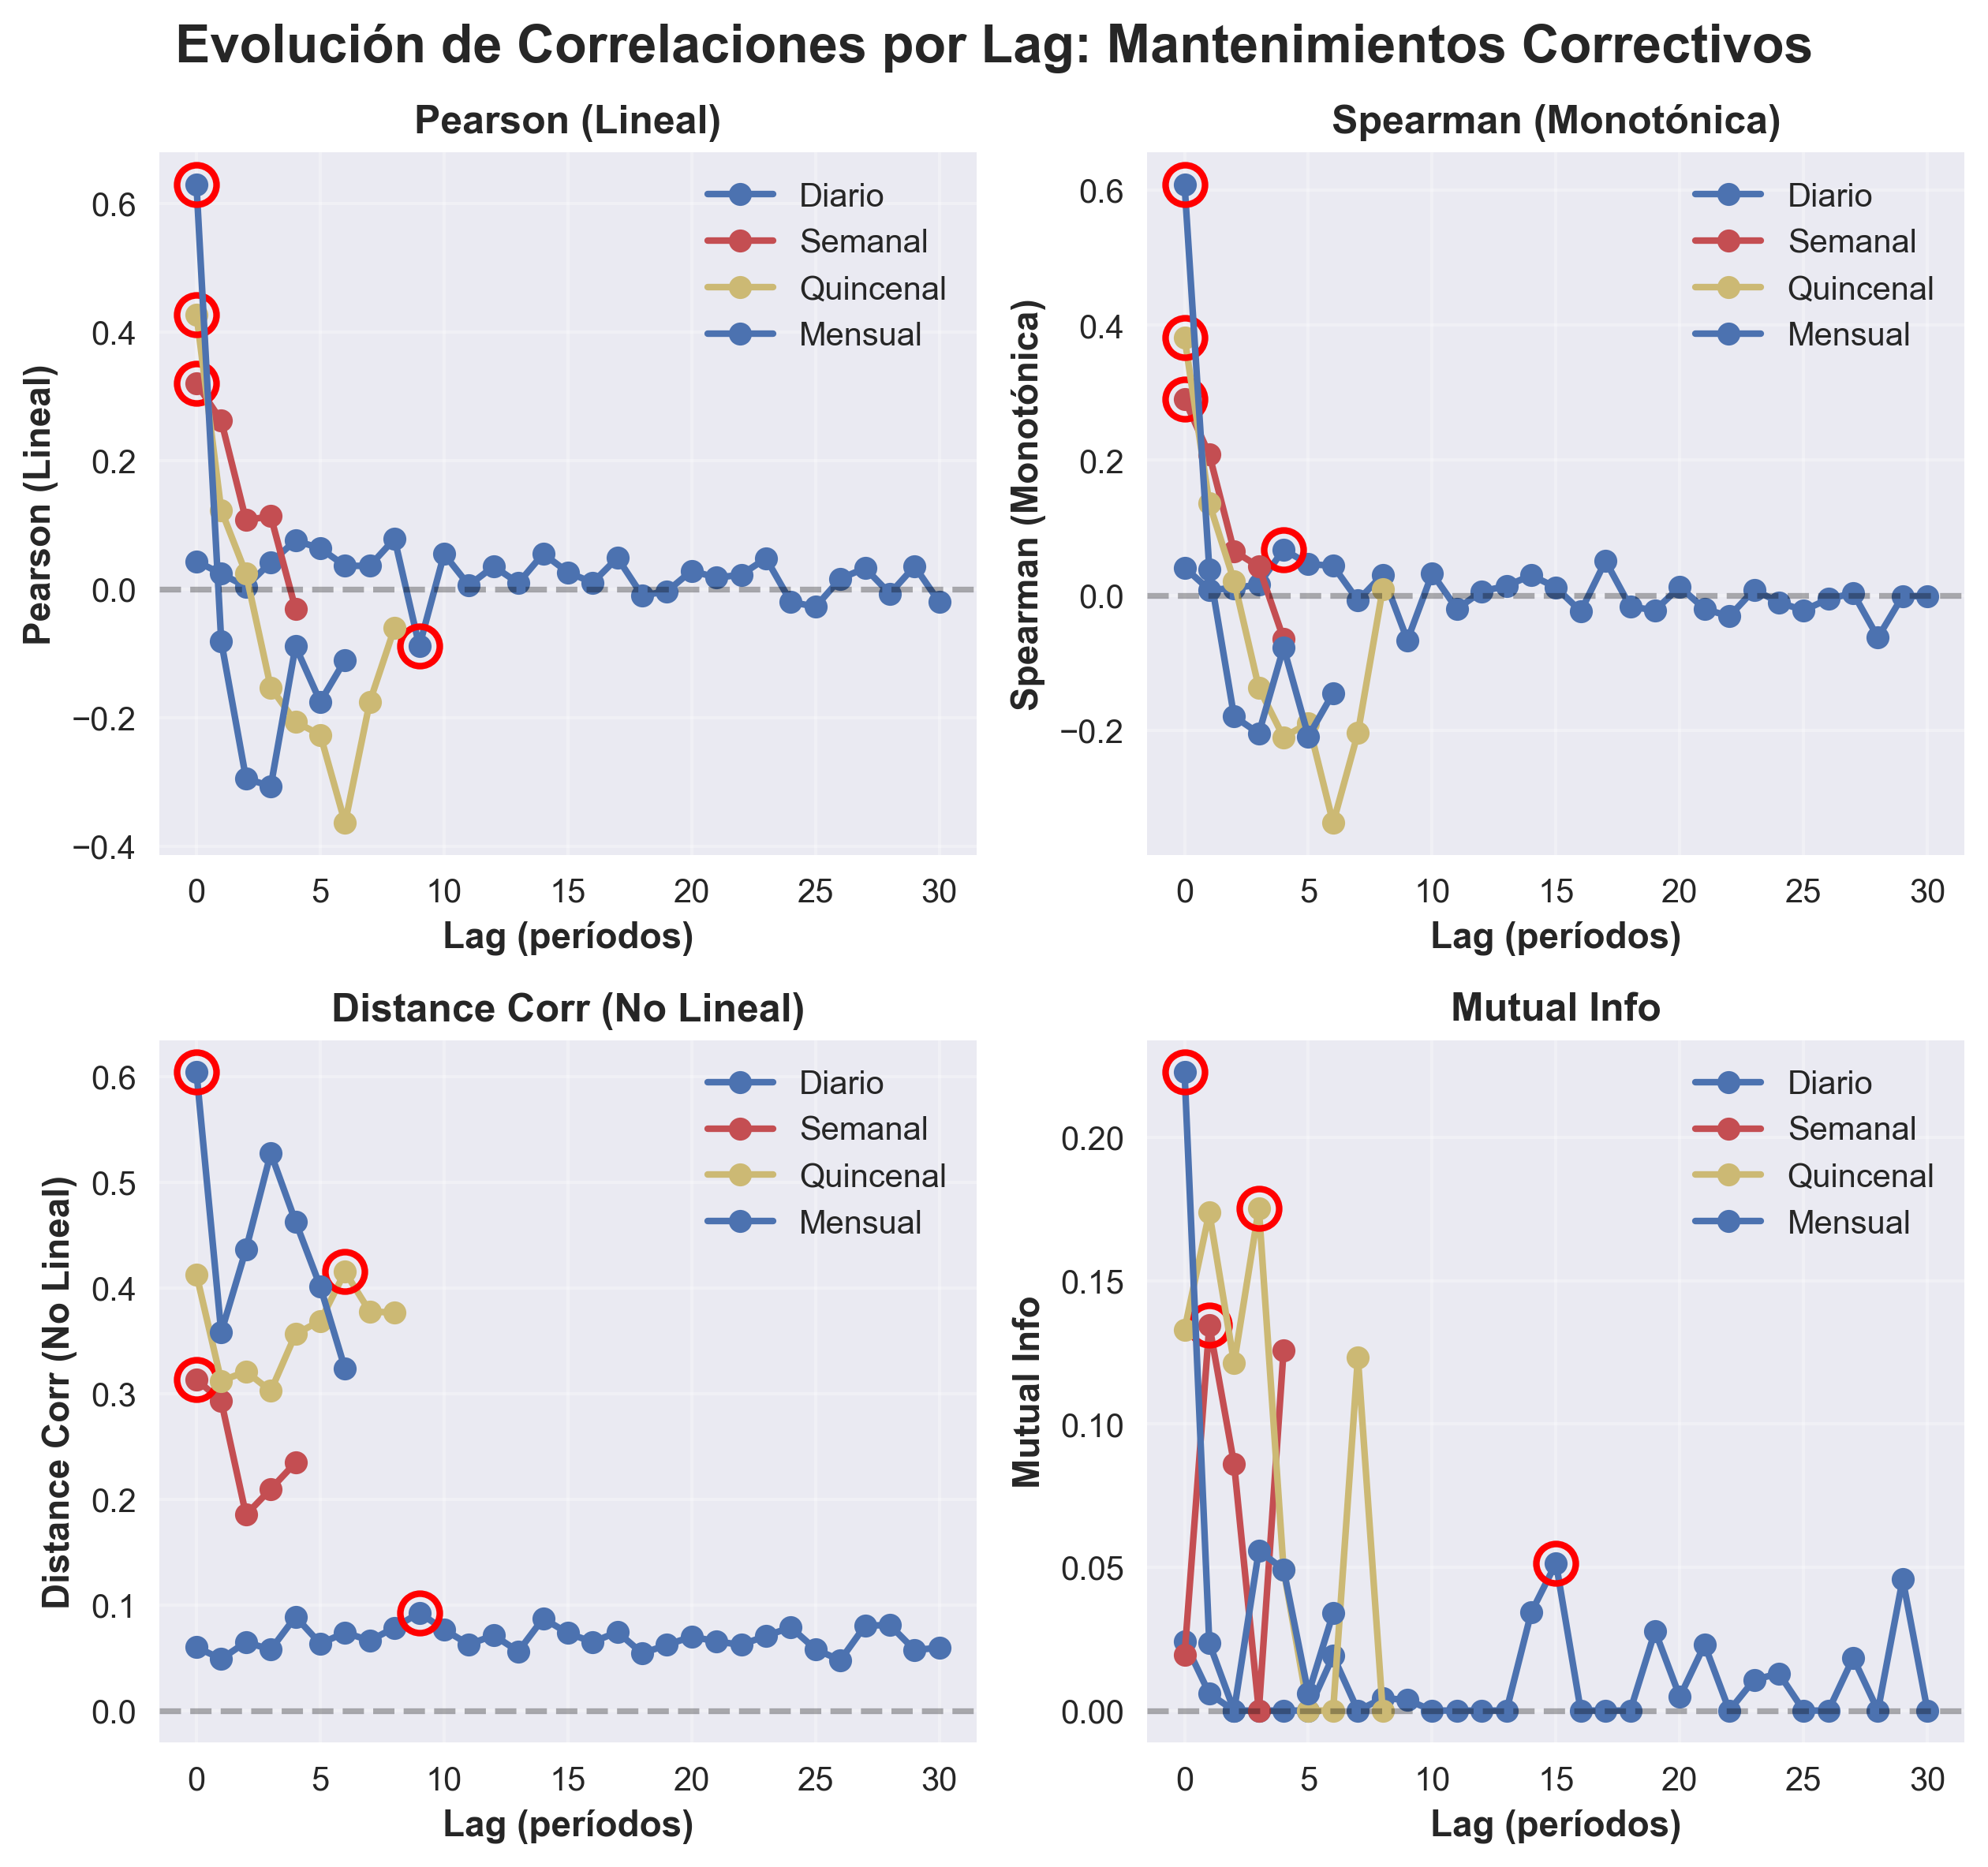 Evolución de Correlaciones por Lag: Mantenimientos Correctivos
Pearson (Lineal)
Pearson (Lineal)
0.6
0.4
0.2
0.0
−0.2
−0.4
0 5 10 15 20 25 30
Lag (períodos)
Diario
Semanal
Quincenal
Mensual
Spearman (Monotónica)
Spearman (Monotónica)
0.6
0.4
0.2
0.0
−0.2
0 5 10 15 20 25 30
Lag (períodos)
Diario
Semanal
Quincenal
Mensual
Distance Corr (No Lineal)
Distance Corr (No Lineal)
0.6
0.5
0.4
0.3
0.2
0.1
0.0
0 5 10 15 20 25 30
Lag (períodos)
Diario
Semanal
Quincenal
Mensual
Mutual Info
Mutual Info
0.20
0.15
0.10
0.05
0.00
0 5 10 15 20 25 30
Lag (períodos)
Diario
Semanal
Quincenal
Mensual